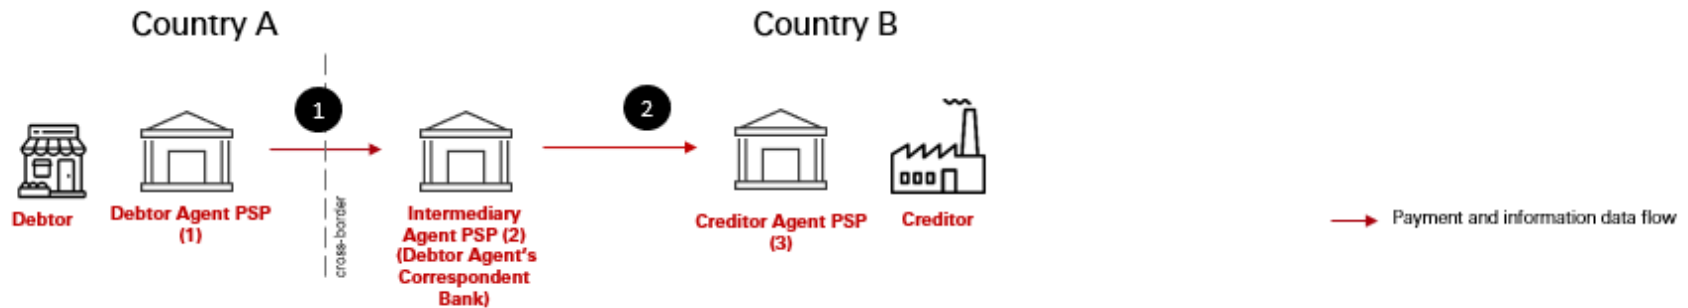 Country A
Country B
1
2
Debtor
Debtor Agent PSP
(1)
cross-border
Intermediary
Agent PSP (2)
(Debtor Agent's
Correspondent
Bank)
Creditor Agent PSP
(3)
Creditor
Payment and information data flow